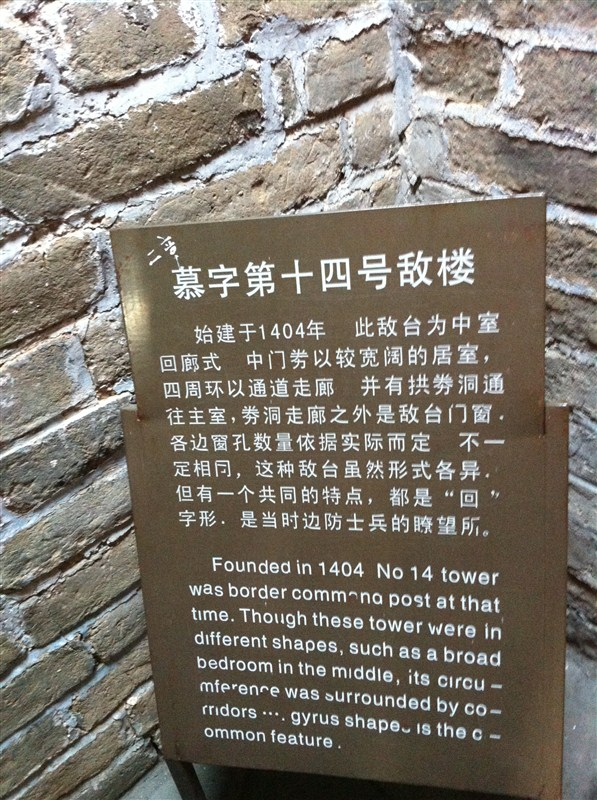 慕字第十四号敌楼
始建于1404年 此敌台为中室
回廊式 中门劵以较宽阔的居室，
四周环以通道走廊 并有拱劵洞通
往主室，劵洞走廊之外是敌台门窗.
各边窗孔数量依据实际而定 不一
定相同，这种敌台虽然形式各异.
但有一个共同的特点，都是“回”
字形. 是当时边防士兵的瞭望所。
Founded in 1404 No 14 tower
was border command post at that
time. Though these tower were in
different shapes, such as a broad
bedroom in the middle, its circu-
mference was surrounded by co-
rridors .... gyrus shape, is the c-
ommon feature.